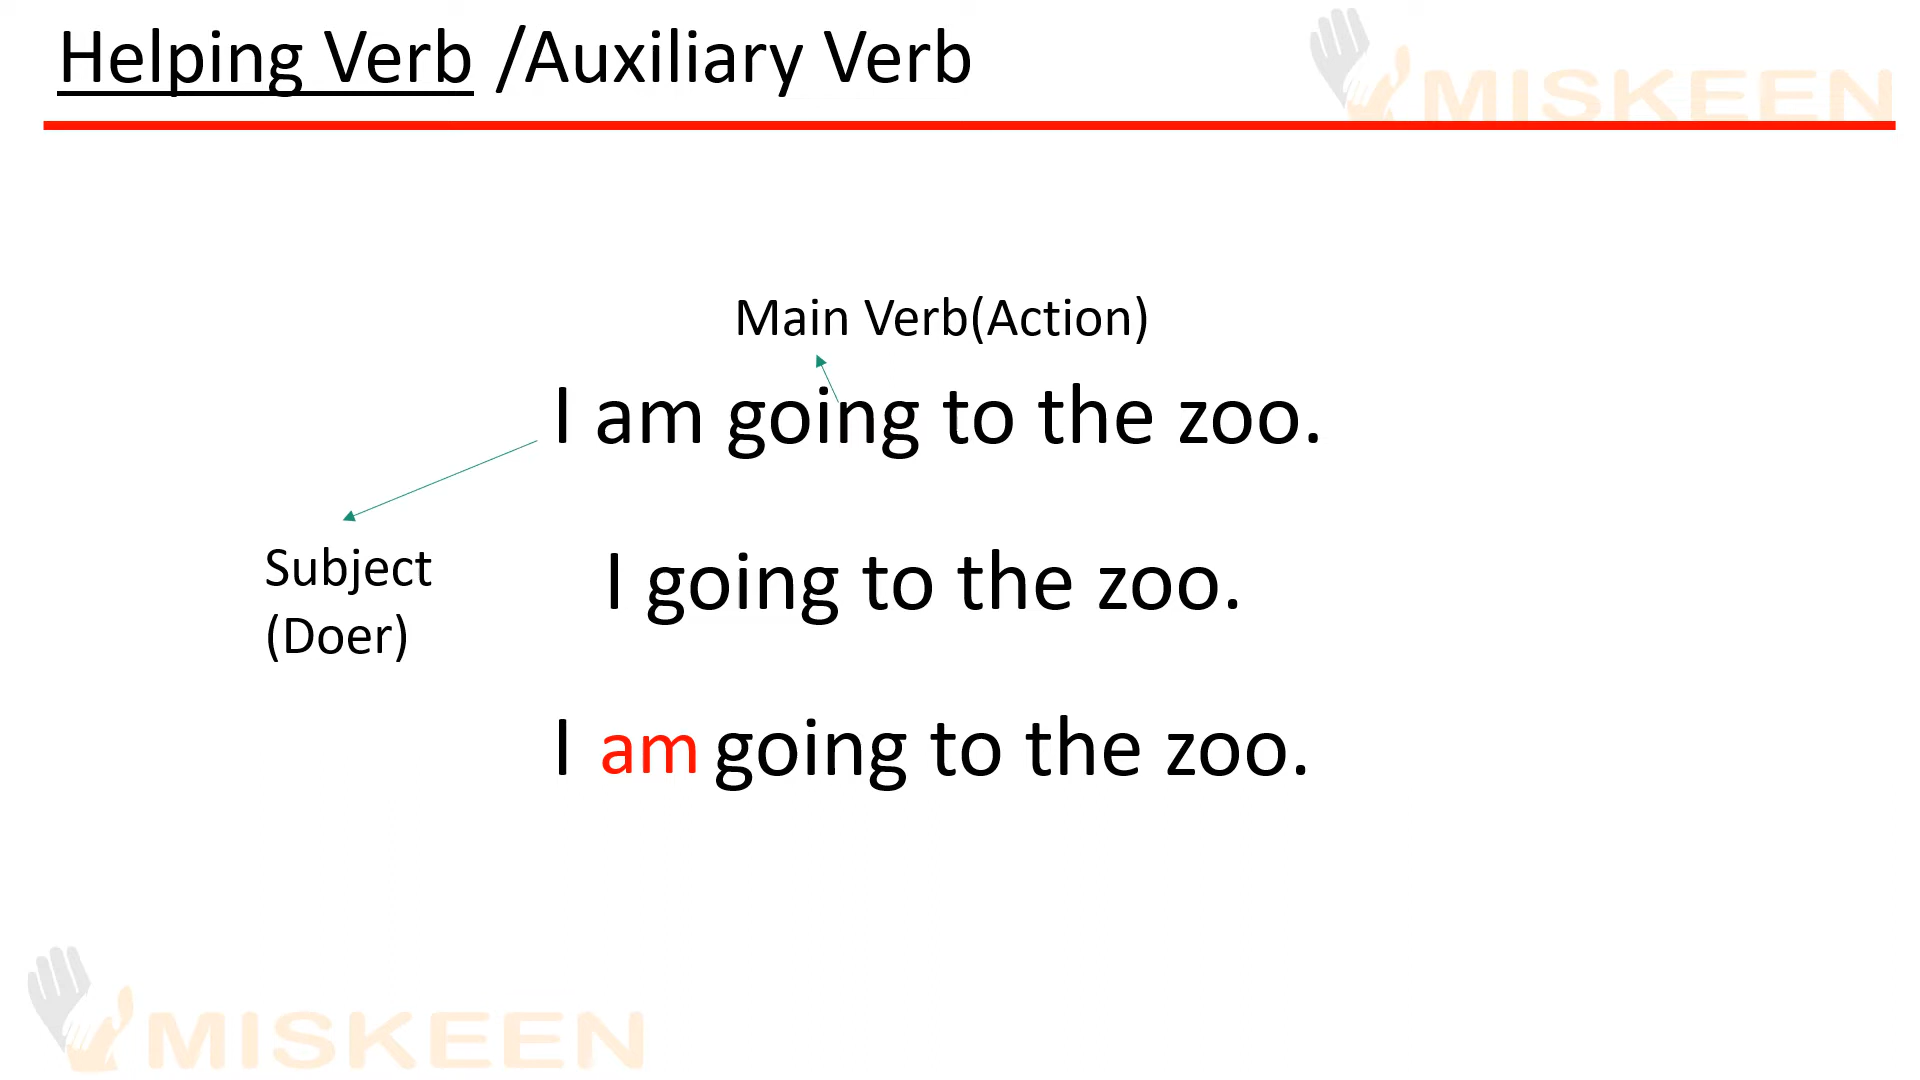 Helping Verb /Auxiliary Verb
MISKEEN
Main Verb(Action)
I am going to the zoo.
Subject
(Doer)
I going to the zoo.
I am going to the zoo.
MISKEEN